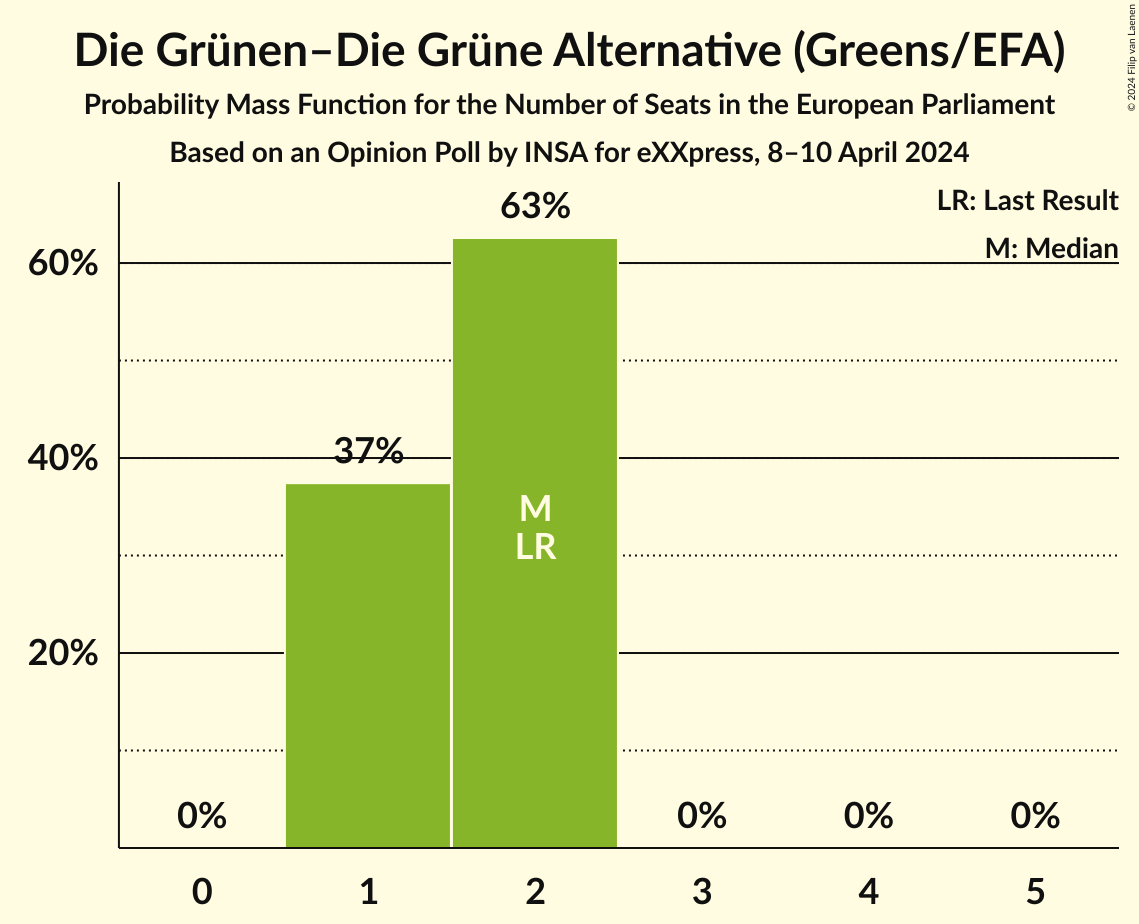 Die Grünen–Die Grüne Alternative (Greens/EFA)
Probability Mass Function for the Number of Seats in the European Parliament
Based on an Opinion Poll by INSA for eXXpress, 8–10 April 2024
© 2024 Filip van Laenen
LR: Last Result
M: Median
63%
60%
37%
40%
M
LR
20%
0%
0%
0%
0%
0 1 2 3 4 5